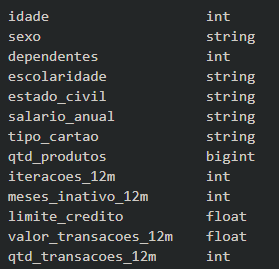 idade int
sexo string
dependentes int
escolaridade string
estado_civil string
salario_anual string
tipo_cartao string
qtd_produtos bigint
iteracoes_12m int
meses_inativo_12m int
limite_credito float
valor_transacoes_12m float
qtd_transacoes_12m int